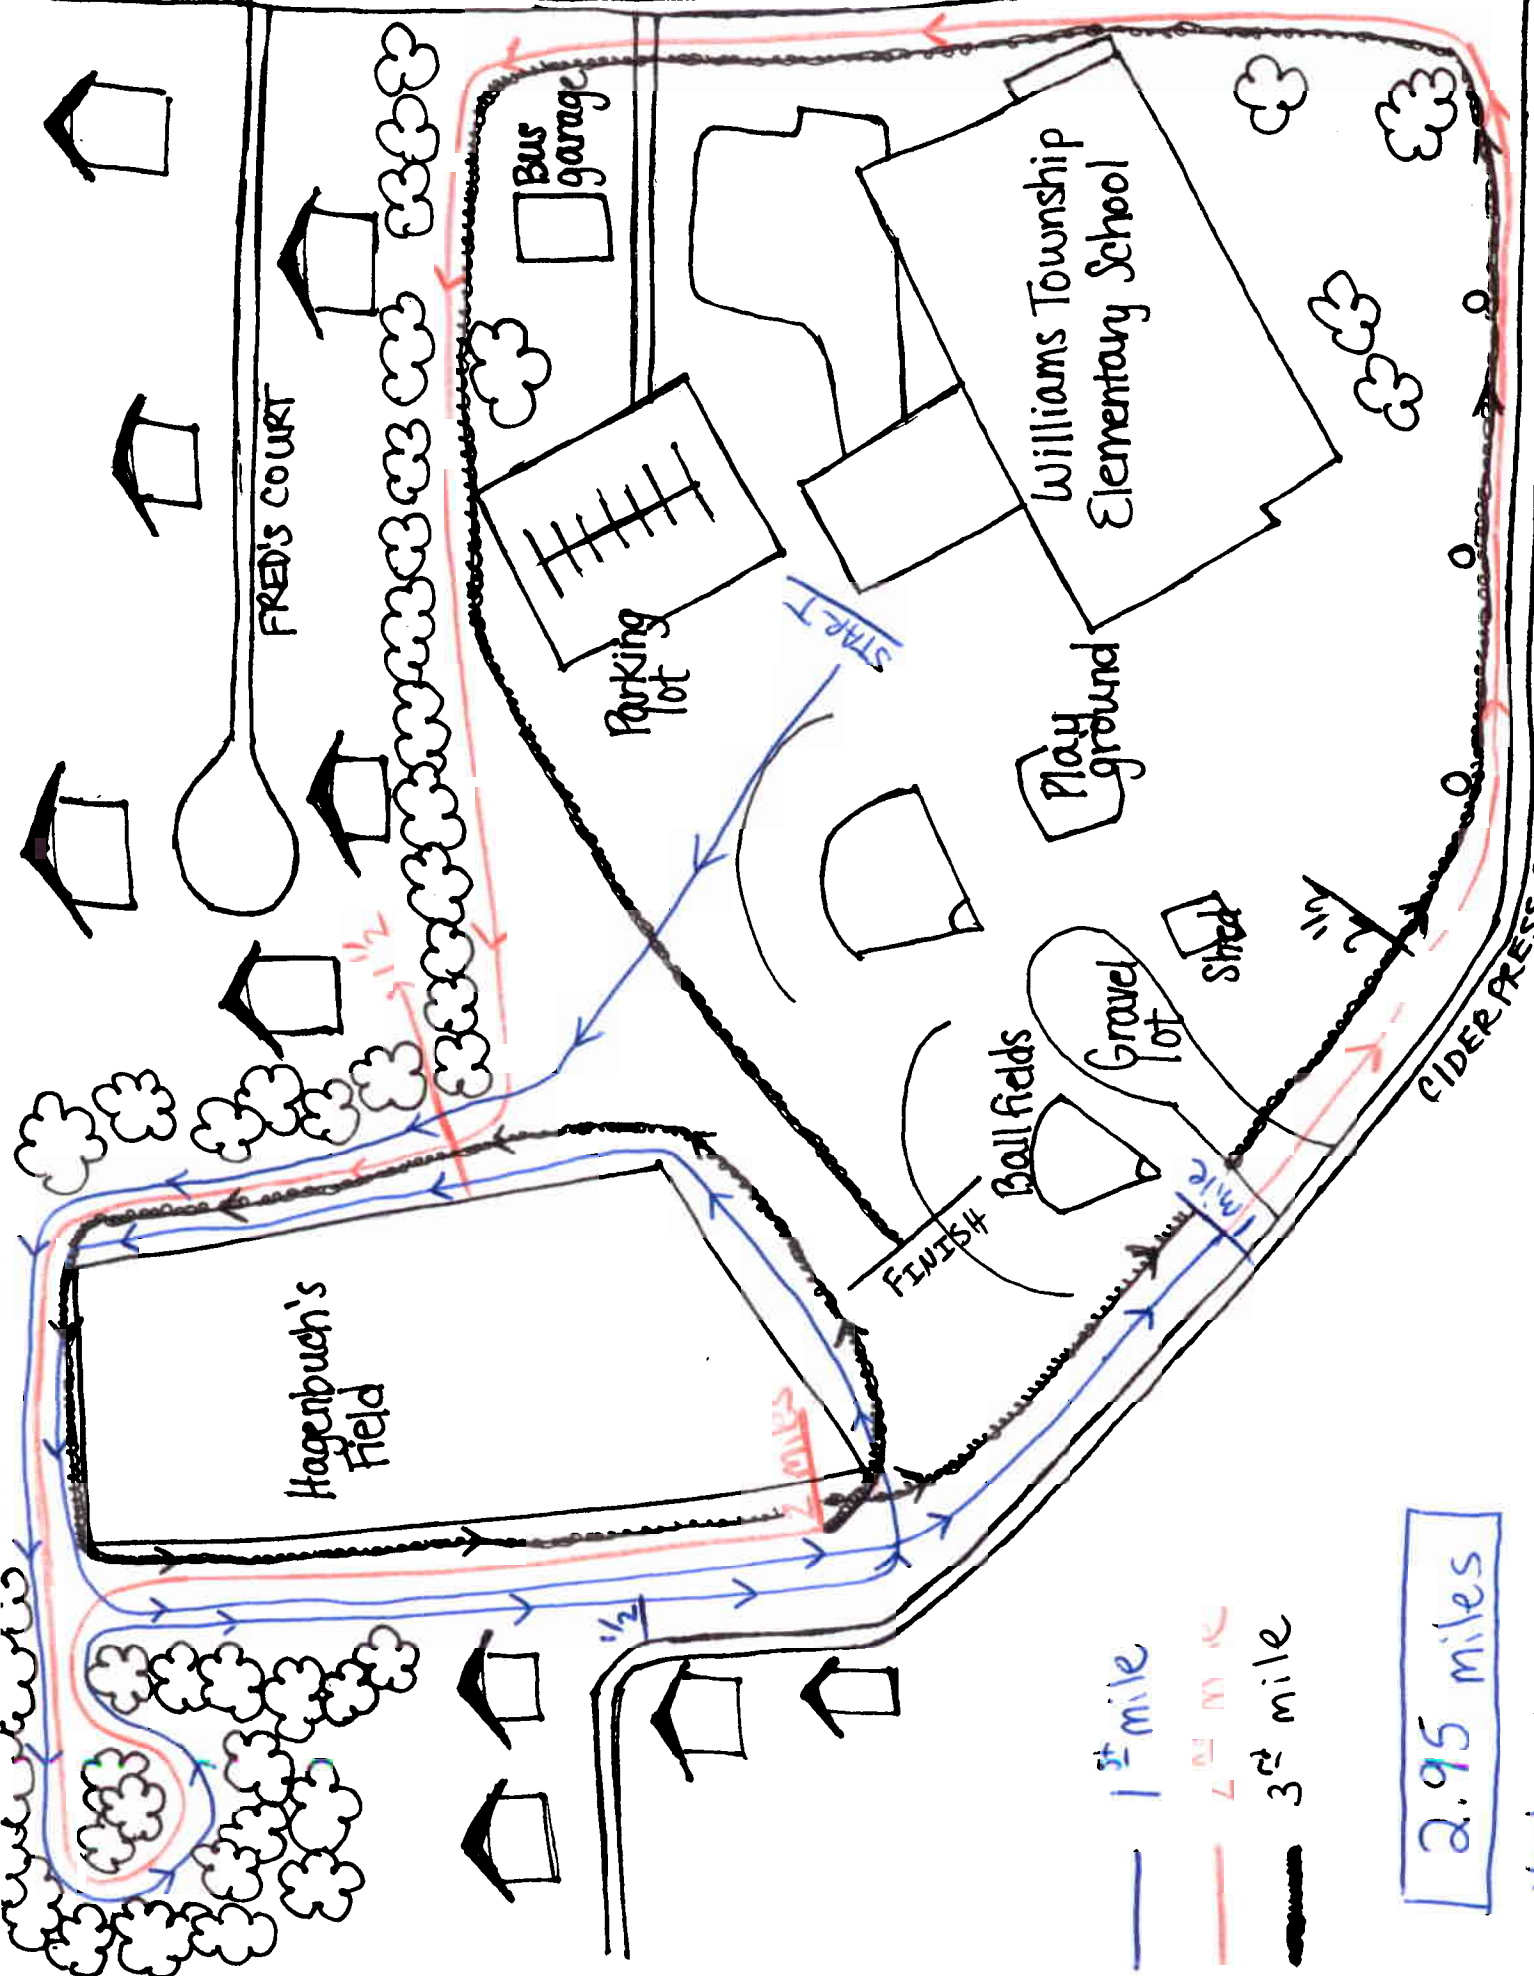 FRED'S COURT
Bus
garage
Parking
lot
Williams Township
Elementary School
START
Play
ground
Shed
Gravel
lot
Ball fields
FINISH
1 mile
1/2
2 1/2
CIDER PRESS
Hagenbuch's
Field
2 miles
1/2
1st mile
3rd mile
2.95 miles